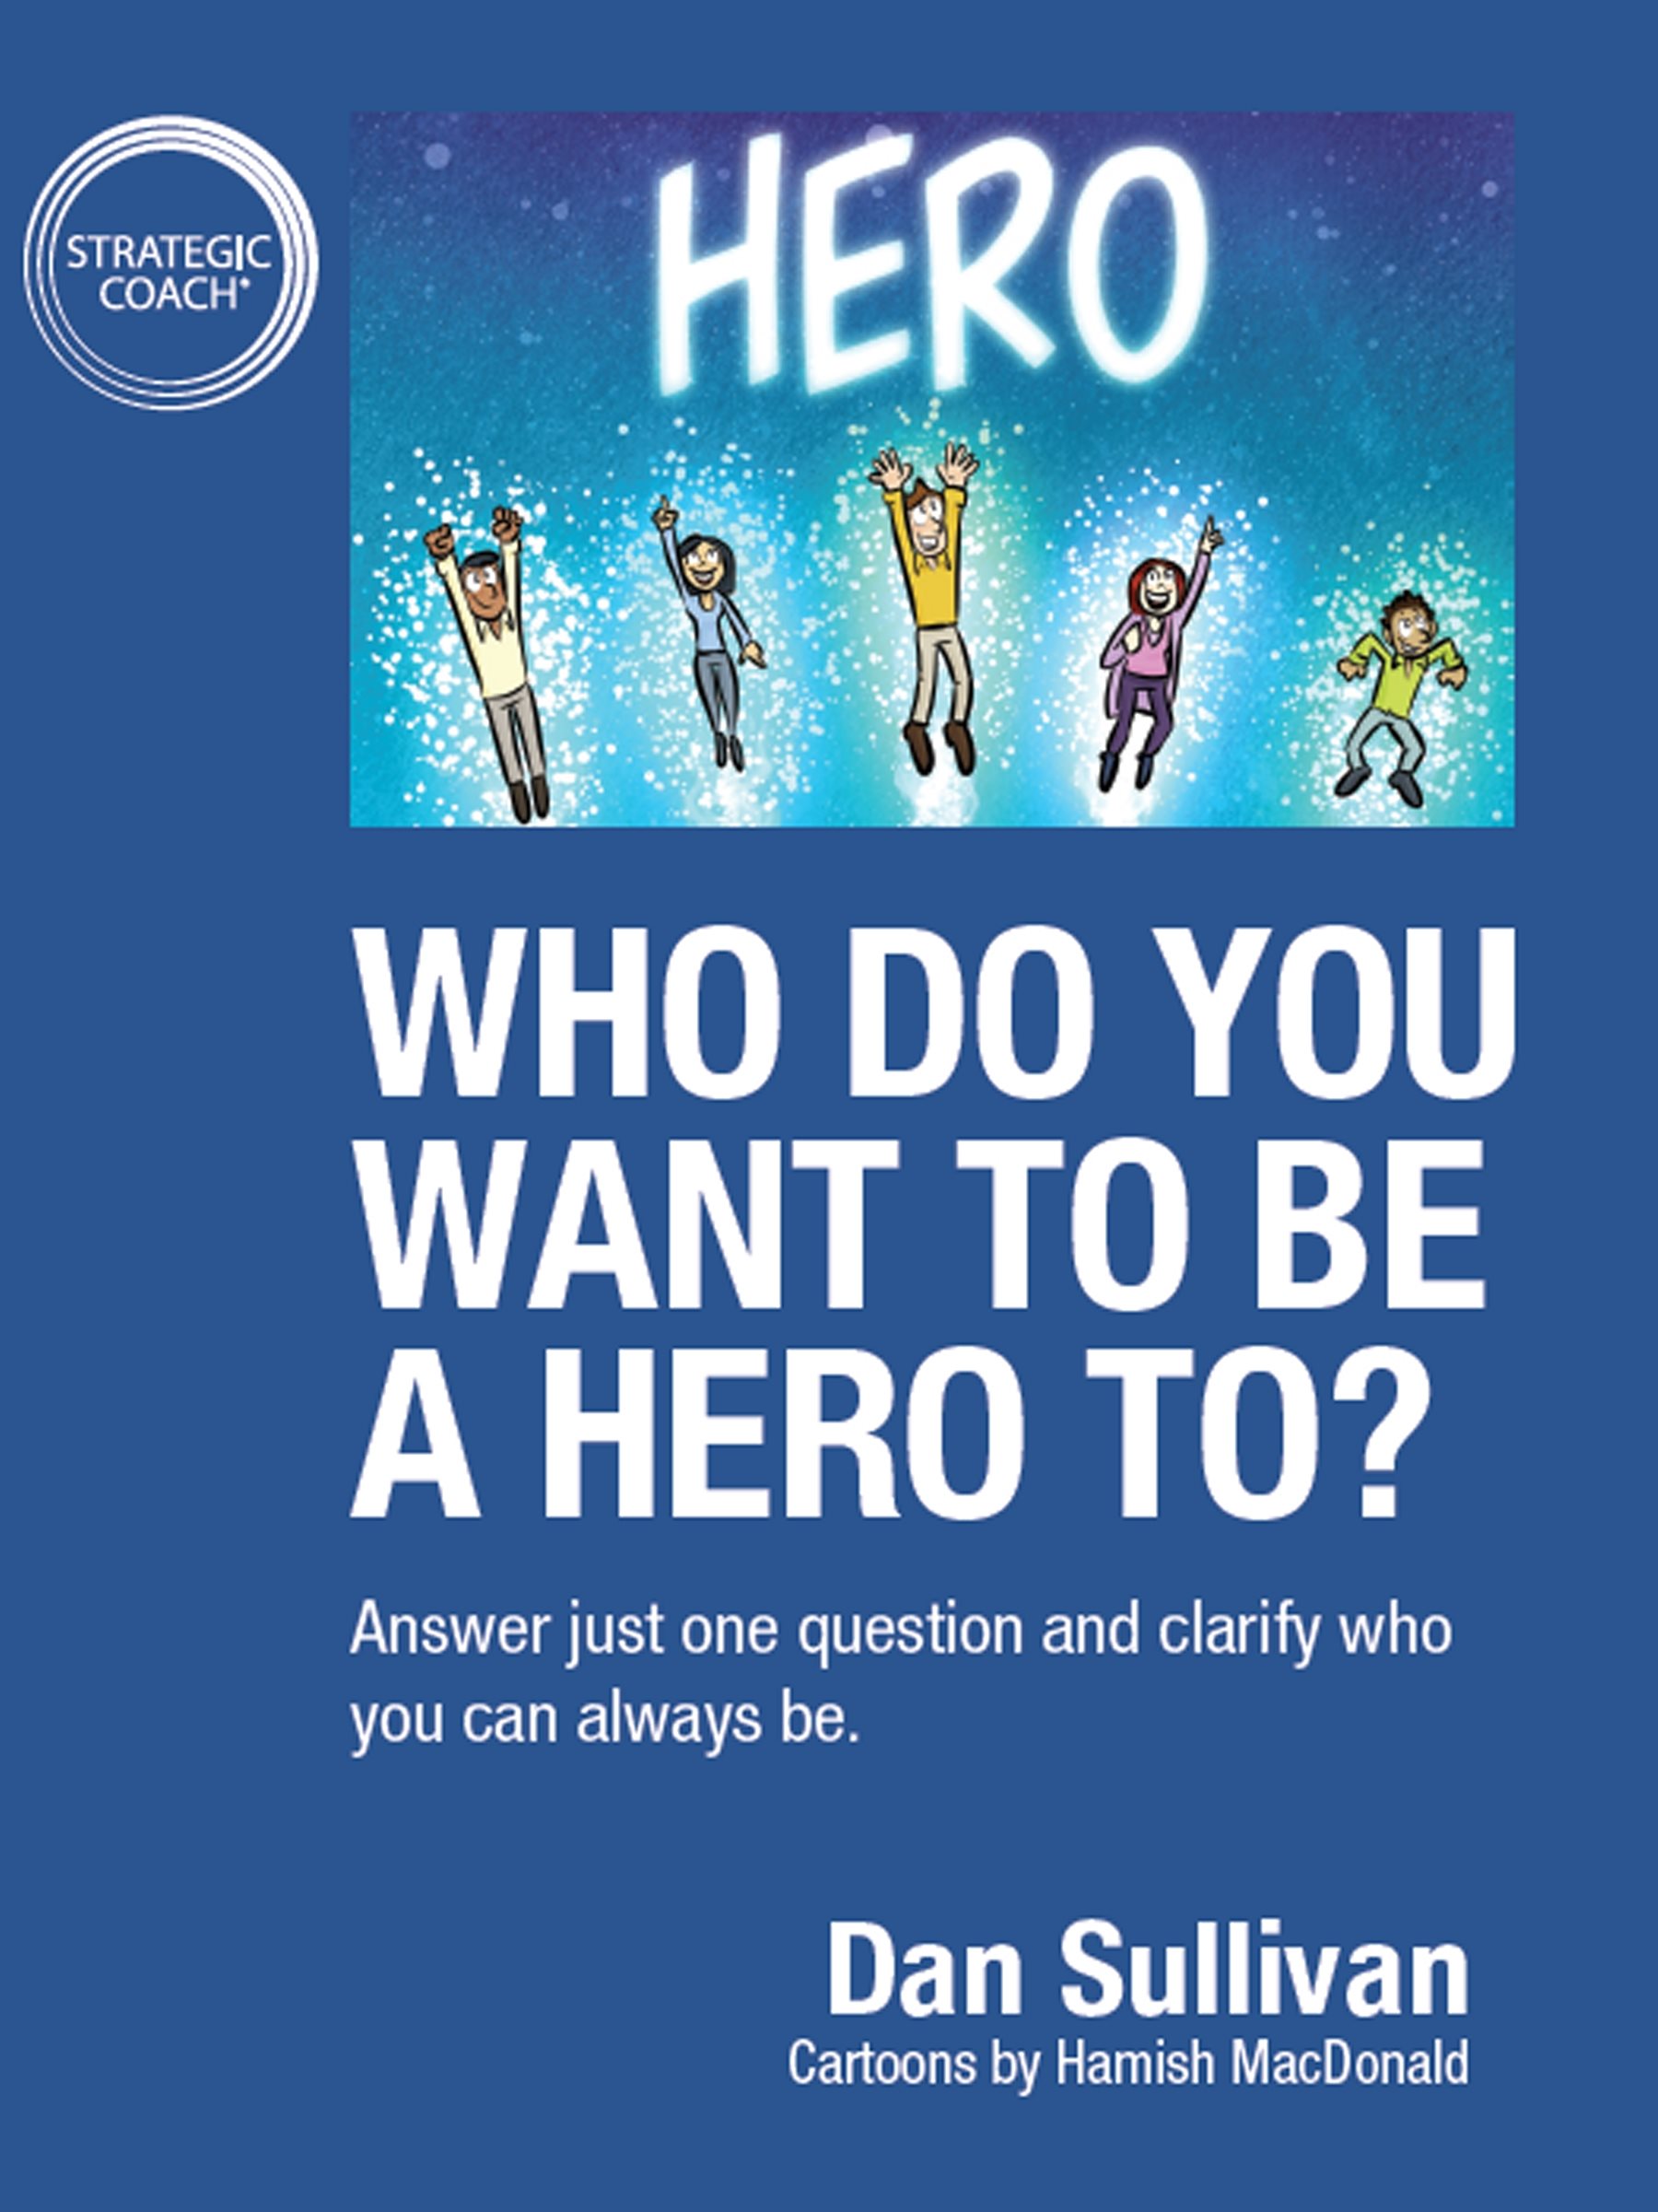 STRATEGIC
COACH®
HERO
WHO DO YOU
WANT TO BE
A HERO TO?
Answer just one question and clarify who
you can always be.
Dan Sullivan
Cartoons by Hamish MacDonald